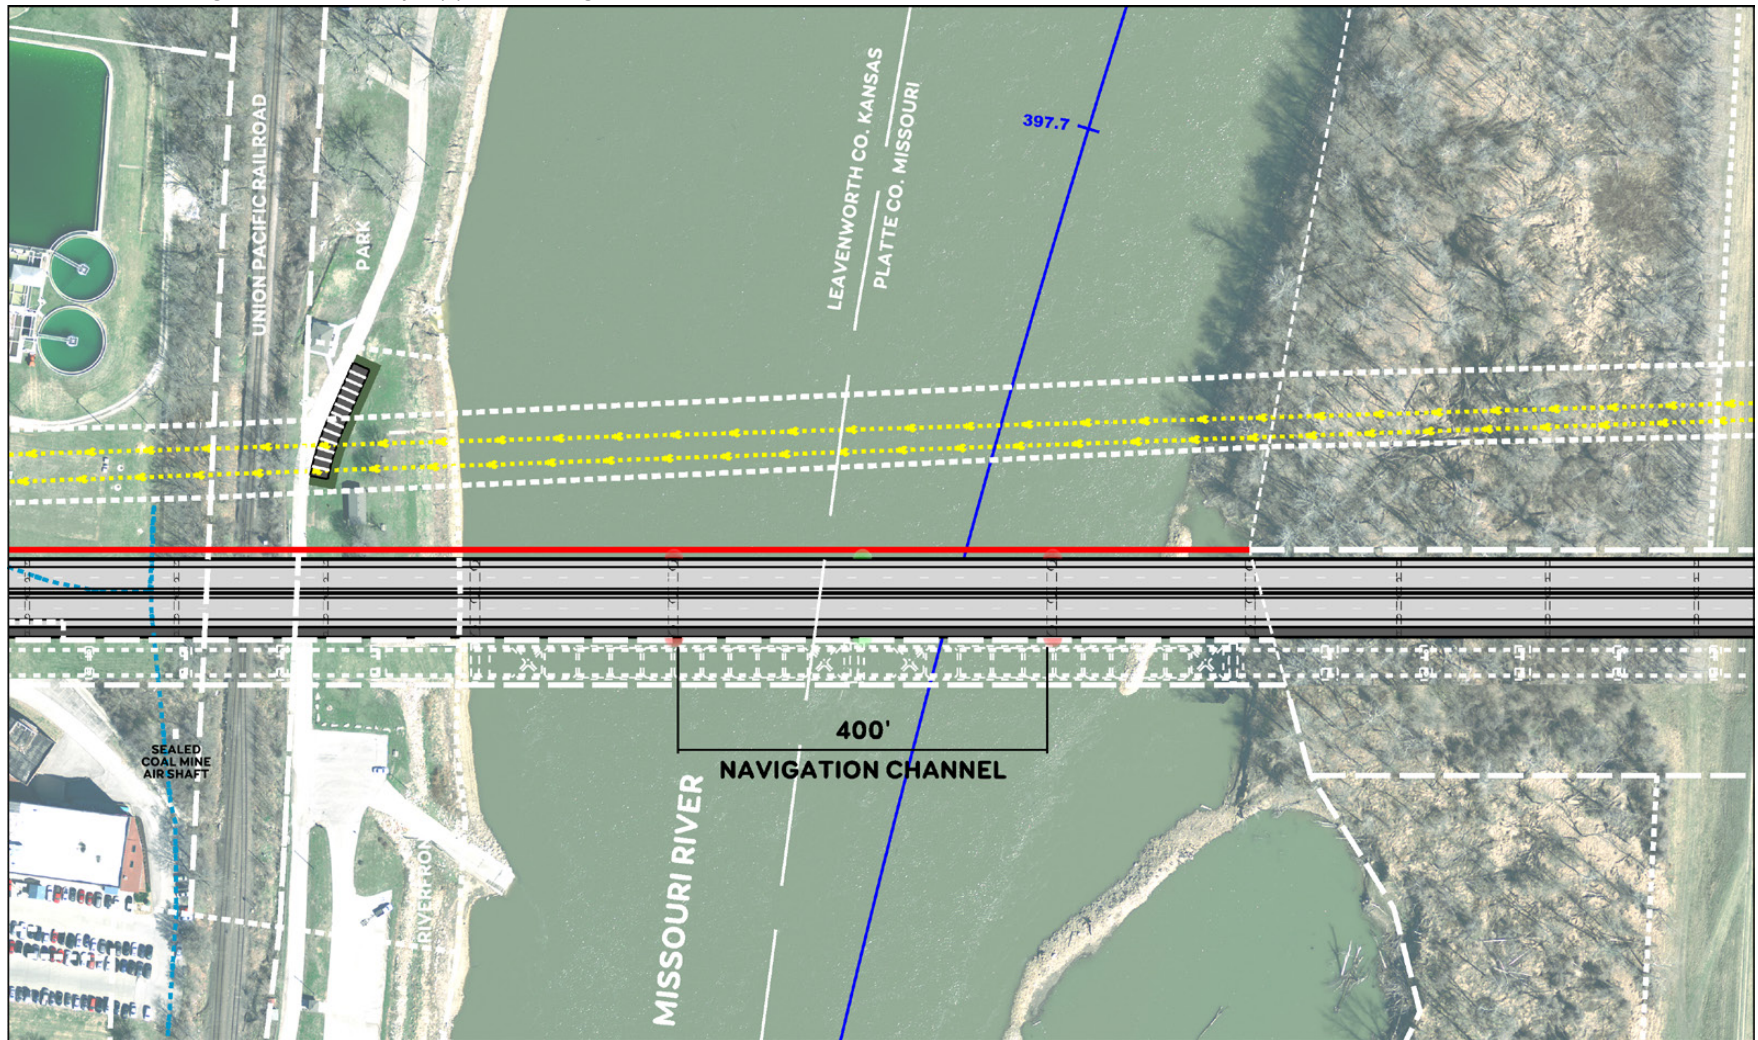 UNION PACIFIC RAILROAD
PARK
LEAVENWORTH CO. KANSAS
PLATTE CO. MISSOURI
397.7
SEALED
COAL MINE
AIR SHAFT
400'
NAVIGATION CHANNEL
MISSOURI RIVER
RIVERFRON